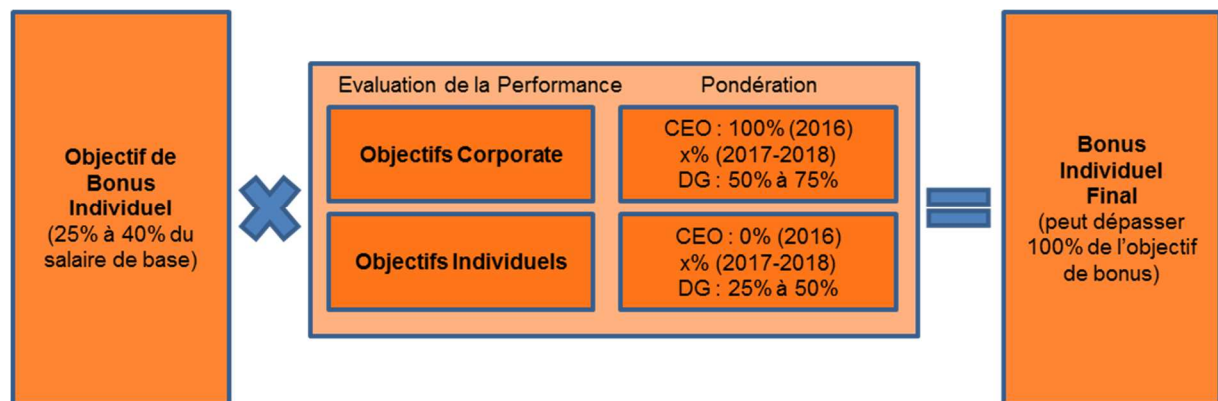 Objectif de
Bonus
Individuel
(25% à 40% du
salaire de base)
Evaluation de la Performance
Pondération
Objectifs Corporate
CEO : 100% (2016)
x% (2017-2018)
DG : 50% à 75%
Objectifs Individuels
CEO : 0% (2016)
x% (2017-2018)
DG : 25% à 50%
Bonus
Individuel
Final
(peut dépasser
100% de l’objectif
de bonus)